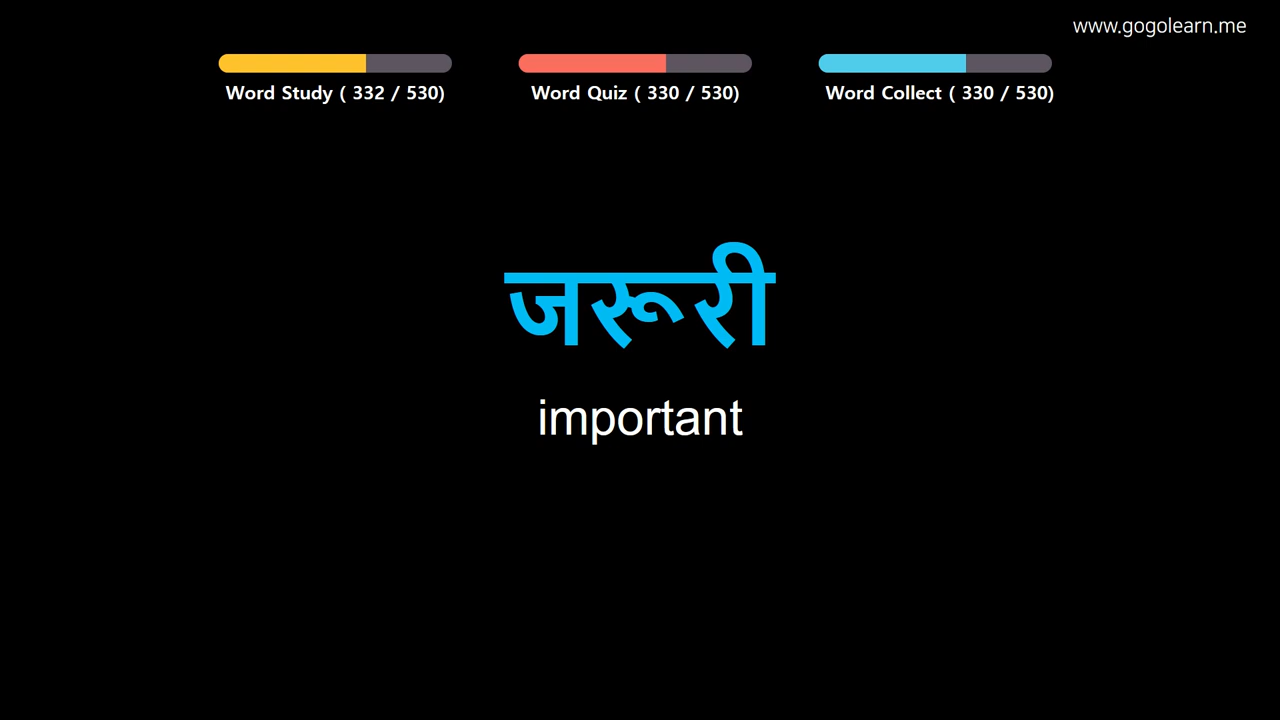 www.gogolearn.me
Word Study ( 332 / 530)
Word Quiz ( 330 / 530)
Word Collect ( 330 / 530)
जरूरी
important